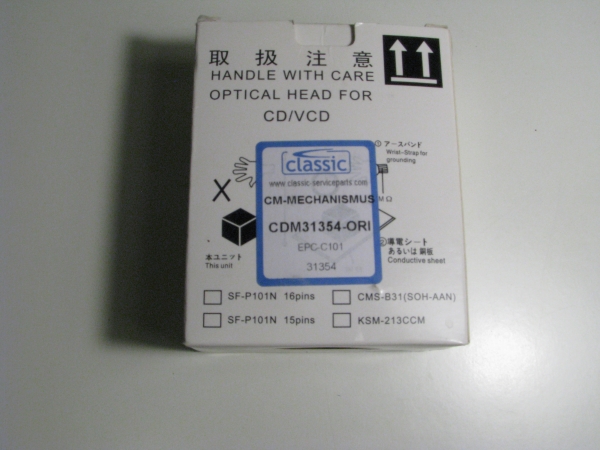 取扱注意
HANDLE WITH CARE
OPTICAL HEAD FOR
CD/VCD
classic
www.classic-serviceparts.com
CM-MECHANISMUS
CDM31354-ORI
EPC-C101
31354
① アースバンド
Wrist-Strap for
grounding
MΩ
X
本ユニット
This unit
②導電シート
あるいは 銅板
Conductive sheet
SF-P101N 16pins
CMS-B31(SOH-AAN)
SF-P101N 15pins
KSM-213CCM